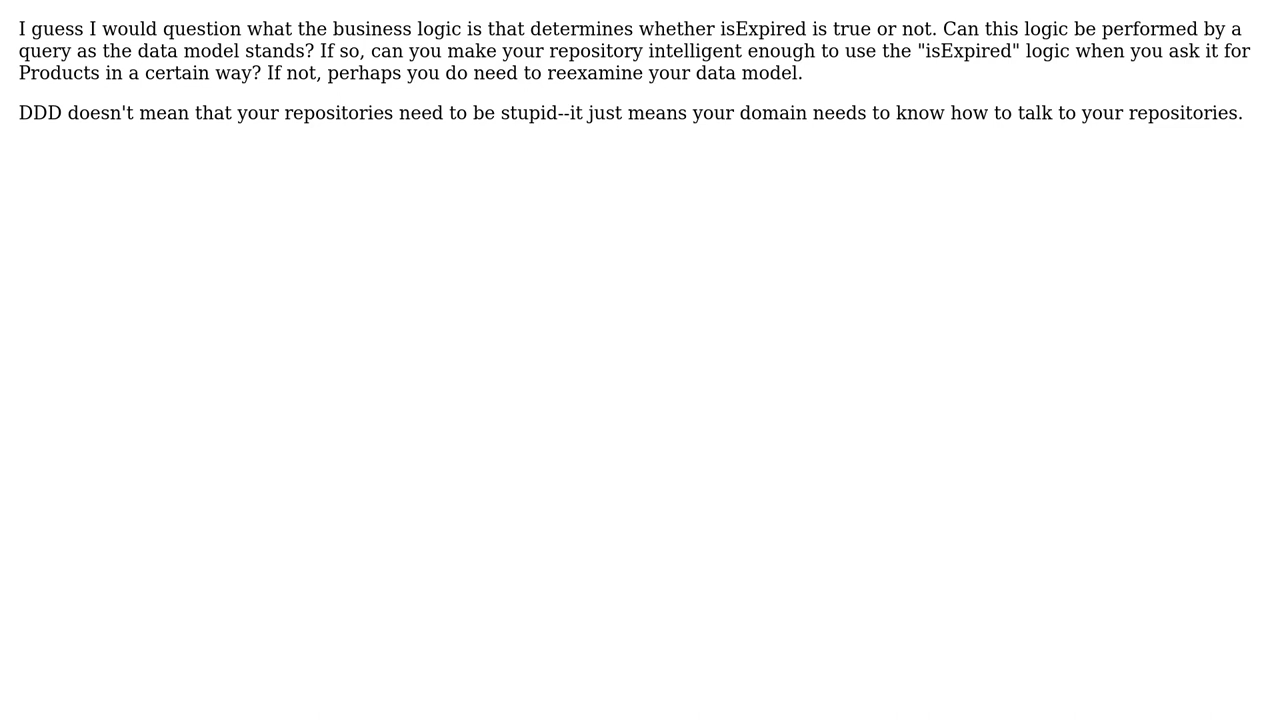 I guess I would question what the business logic is that determines whether isExpired is true or not. Can this logic be performed by a
query as the data model stands? If so, can you make your repository intelligent enough to use the "isExpired" logic when you ask it for
Products in a certain way? If not, perhaps you do need to reexamine your data model.
DDD doesn't mean that your repositories need to be stupid--it just means your domain needs to know how to talk to your repositories.